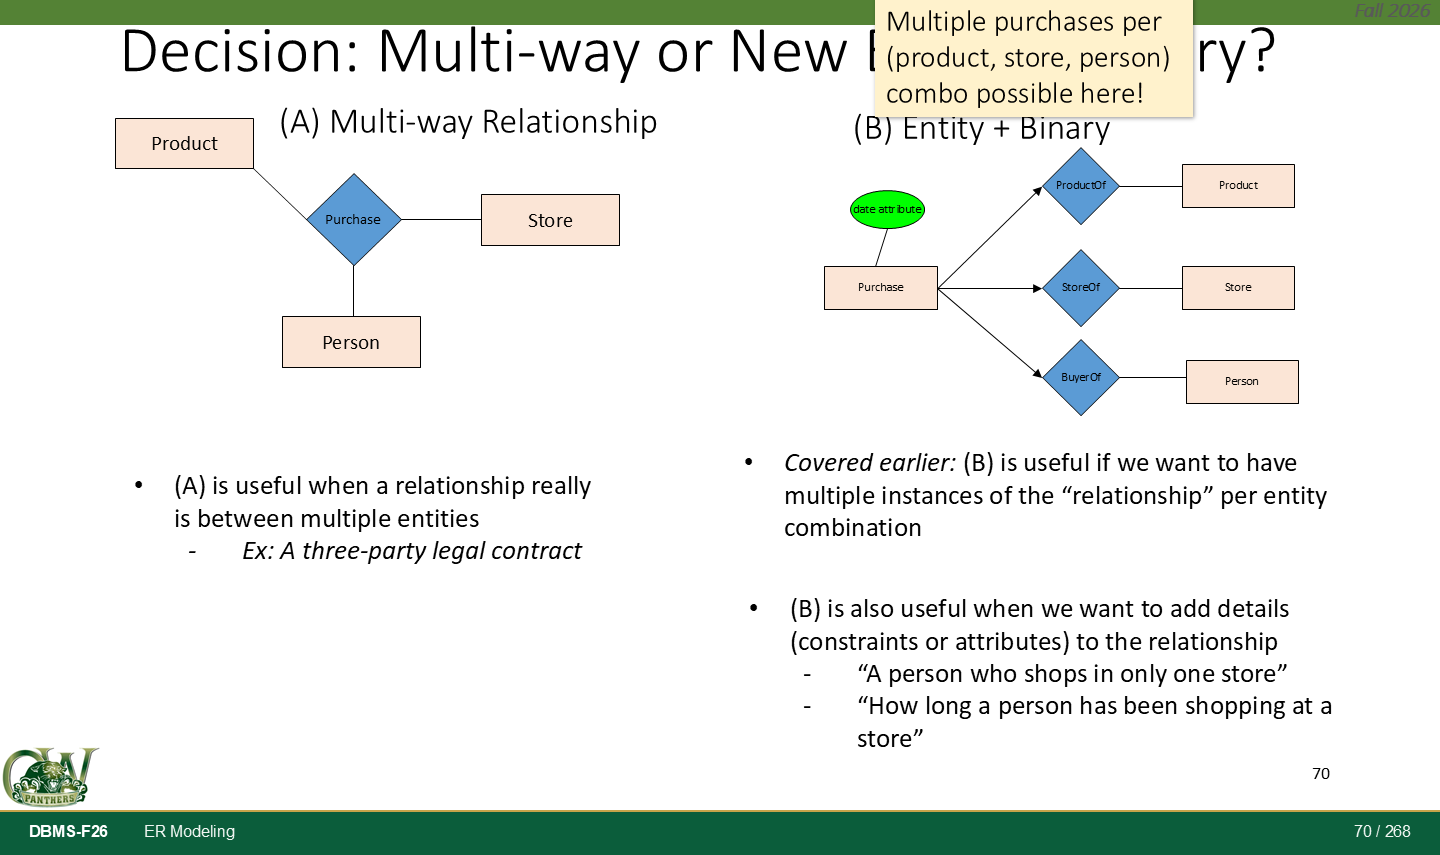 Fall 2026
Multiple purchases per
(product, store, person)
combo possible here!
Decision: Multi-way or New ry?
(A) Multi-way Relationship
(B) Entity + Binary
Product
Purchase
Store
Person
date attribute
Purchase
ProductOf
Product
StoreOf
Store
BuyerOf
Person
• (A) is useful when a relationship really
is between multiple entities
- Ex: A three-party legal contract
• Covered earlier: (B) is useful if we want to have
multiple instances of the “relationship” per entity
combination
• (B) is also useful when we want to add details
(constraints or attributes) to the relationship
- “A person who shops in only one store”
- “How long a person has been shopping at a
store”
70
PANTHERS
DBMS-F26 ER Modeling 70 / 268